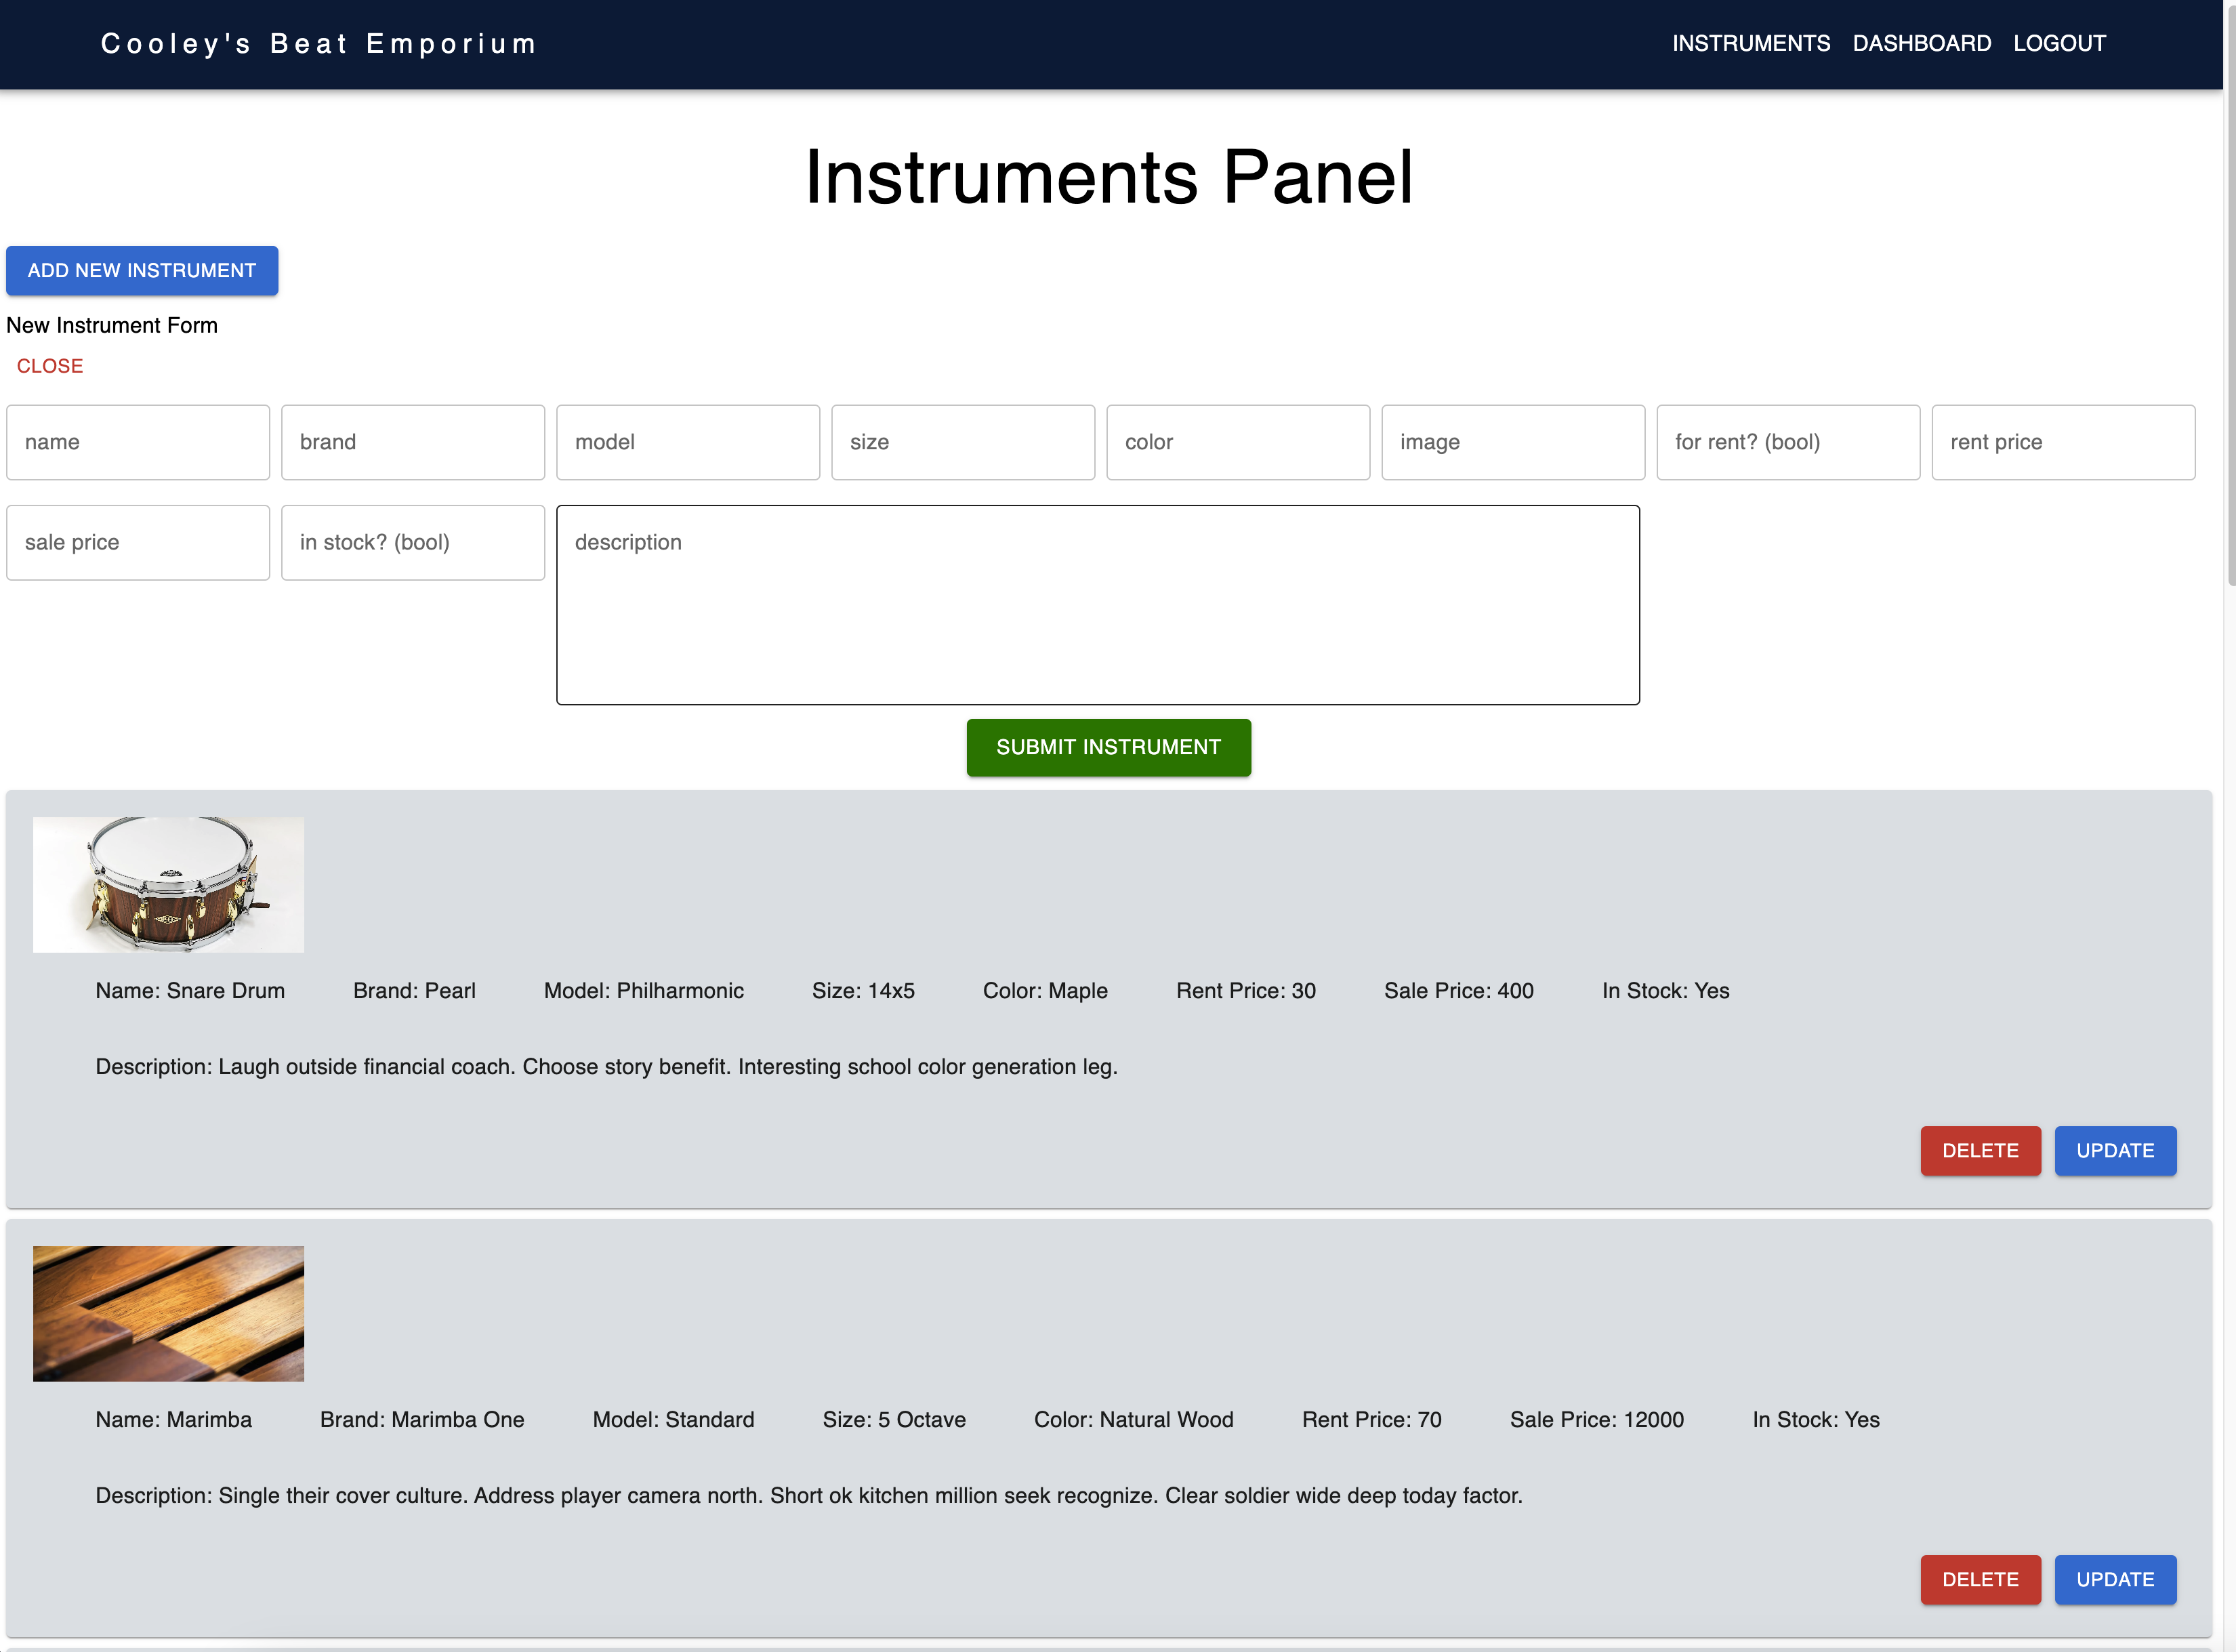 Cooley's Beat Emporium
INSTRUMENTS DASHBOARD LOGOUT
Instruments Panel
ADD NEW INSTRUMENT
New Instrument Form
CLOSE
name brand model size color image for rent? (bool) rent price
sale price in stock? (bool) description
SUBMIT INSTRUMENT
Name: Snare Drum Brand: Pearl Model: Philharmonic Size: 14x5 Color: Maple Rent Price: 30 Sale Price: 400 In Stock: Yes
Description: Laugh outside financial coach. Choose story benefit. Interesting school color generation leg.
DELETE UPDATE
Name: Marimba Brand: Marimba One Model: Standard Size: 5 Octave Color: Natural Wood Rent Price: 70 Sale Price: 12000 In Stock: Yes
Description: Single their cover culture. Address player camera north. Short ok kitchen million seek recognize. Clear soldier wide deep today factor.
DELETE UPDATE